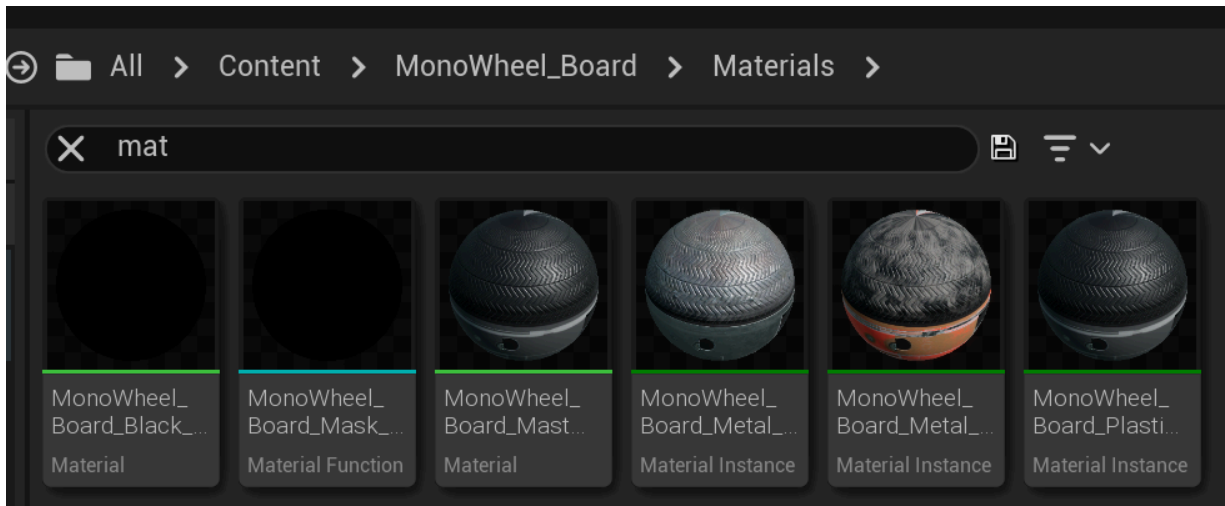 All > Content > MonoWheel_Board > Materials >
mat
MonoWheel_
Board_Black_...
Material
MonoWheel_
Board_Mask_...
Material Function
MonoWheel_
Board_Mast...
Material
MonoWheel_
Board_Metal_...
Material Instance
MonoWheel_
Board_Metal_...
Material Instance
MonoWheel_
Board_Plasti...
Material Instance